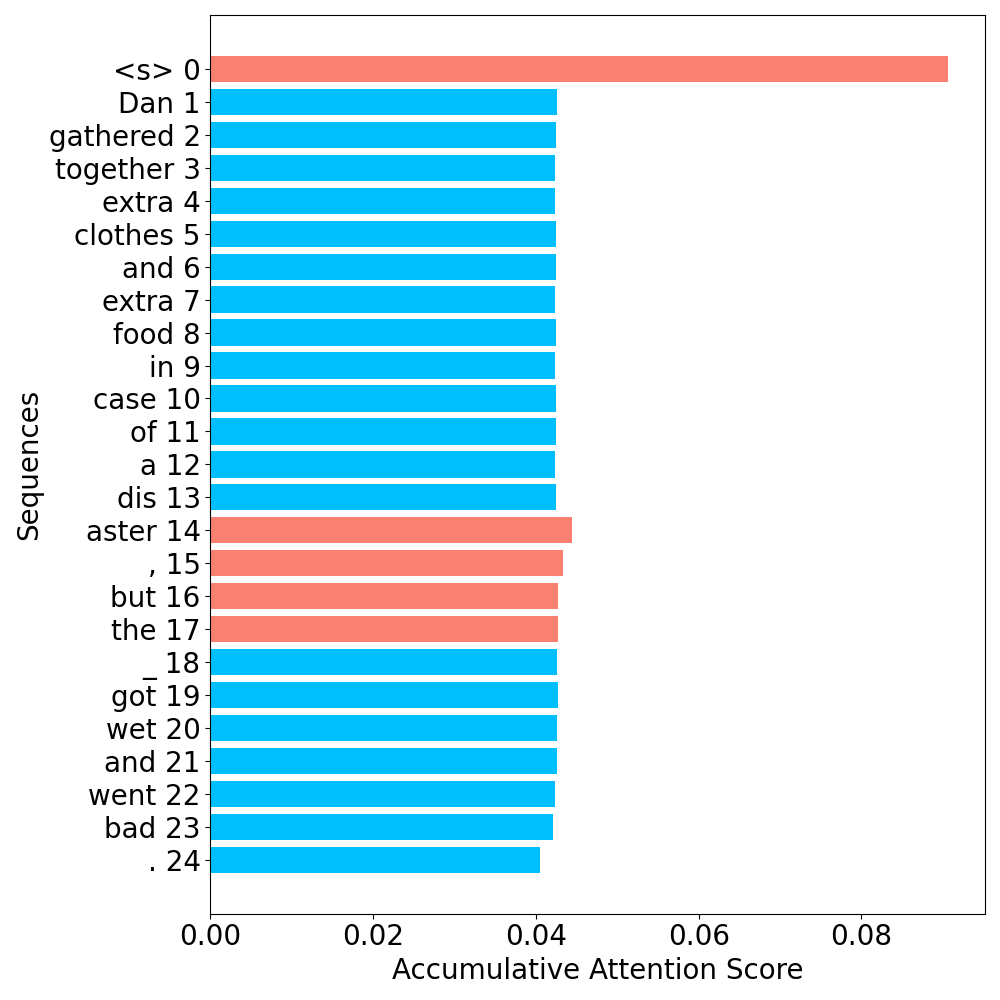 <s> 0
Dan 1
gathered 2
together 3
extra 4
clothes 5
and 6
extra 7
food 8
in 9
case 10
of 11
a 12
dis 13
aster 14
, 15
but 16
the 17
_ 18
got 19
wet 20
and 21
went 22
bad 23
. 24
Sequences
0.00 0.02 0.04 0.06 0.08
Accumulative Attention Score